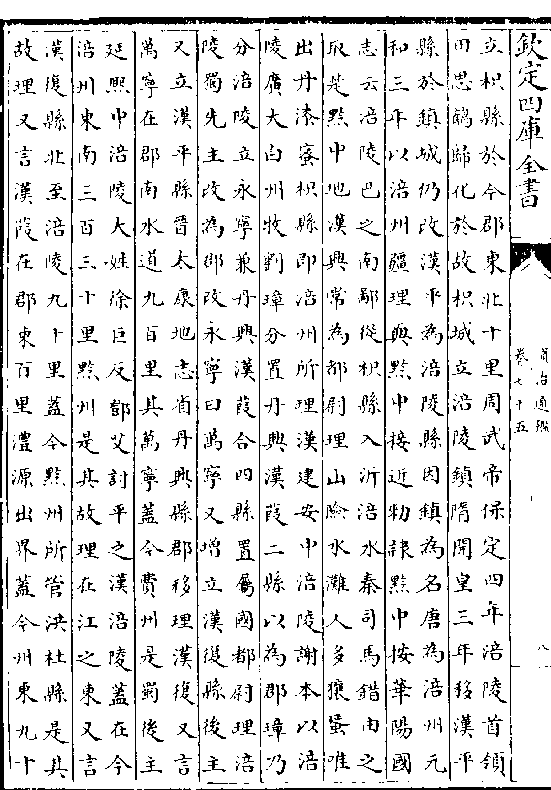 欽定四庫全書
資治通鑑
卷七十五
八
立枳縣於今郡東北十里周武帝保定四年涪陵首領
田思鶴歸化於故枳城立涪陵鎮隋開皇三年移漢平
縣於鎮城仍改漢平為涪陵縣因鎮為名唐為涪州元
和三年以涪州疆理與黔中接近勑隷黔中按華陽國
志云涪陵巴之南鄙從枳縣入泝涪水秦司馬錯由之
取楚黔中地漢興常為都尉理山險水灘人多獽蜑唯
出丹漆蜜枳縣即涪州所理漢建安中涪陵謝本以涪
陵廣大白州牧劉璋分置丹興漢葭二縣以為郡璋乃
分涪陵立永寧兼丹興漢葭合四縣置屬國都尉理涪
陵蜀先主改為郡改永寧曰萬寧又增立漢復縣後主
又立漢平縣晉太康地志省丹興縣郡移理漢復又言
萬寧在郡南水道九百里其萬寧蓋今費州是蜀後主
延熙中涪陵大姓徐巨反鄧艾討平之漢涪陵蓋在今
涪州東南三百三十里黔州是其故理在江之東又言
漢復縣北至涪陵九十里蓋今黔州所管洪杜縣是其
故理又言漢葭在郡東百里澧源出界蓋今州東九十